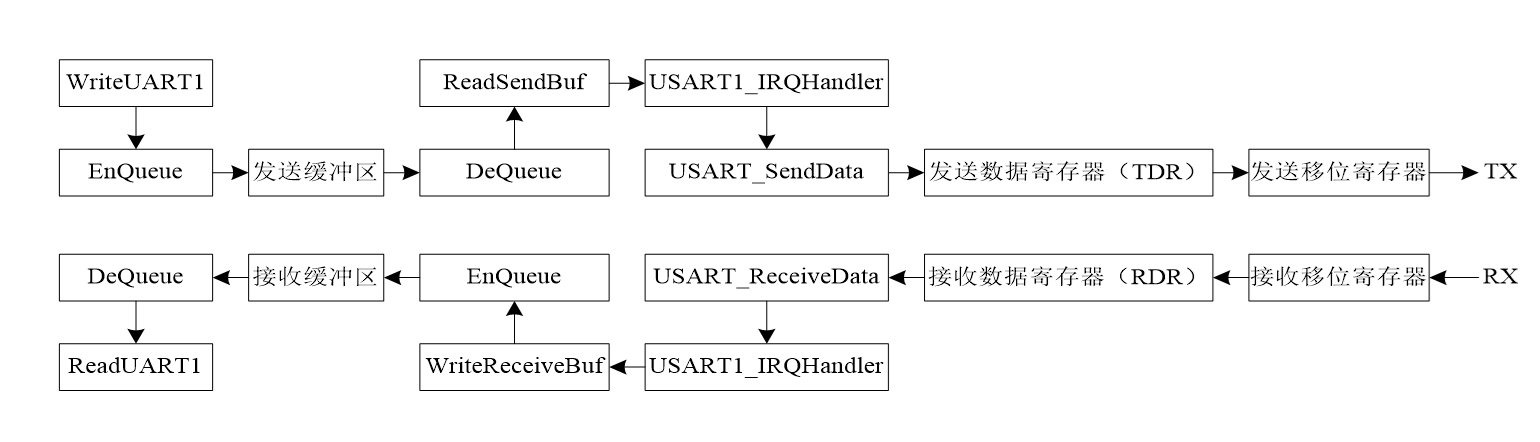 WriteUART1
ReadSendBuf
USART1_IRQHandler
EnQueue
发送缓冲区
DeQueue
USART_SendData
发送数据寄存器（TDR）
发送移位寄存器
TX
DeQueue
接收缓冲区
EnQueue
USART_ReceiveData
接收数据寄存器（RDR）
接收移位寄存器
RX
ReadUART1
WriteReceiveBuf
USART1_IRQHandler